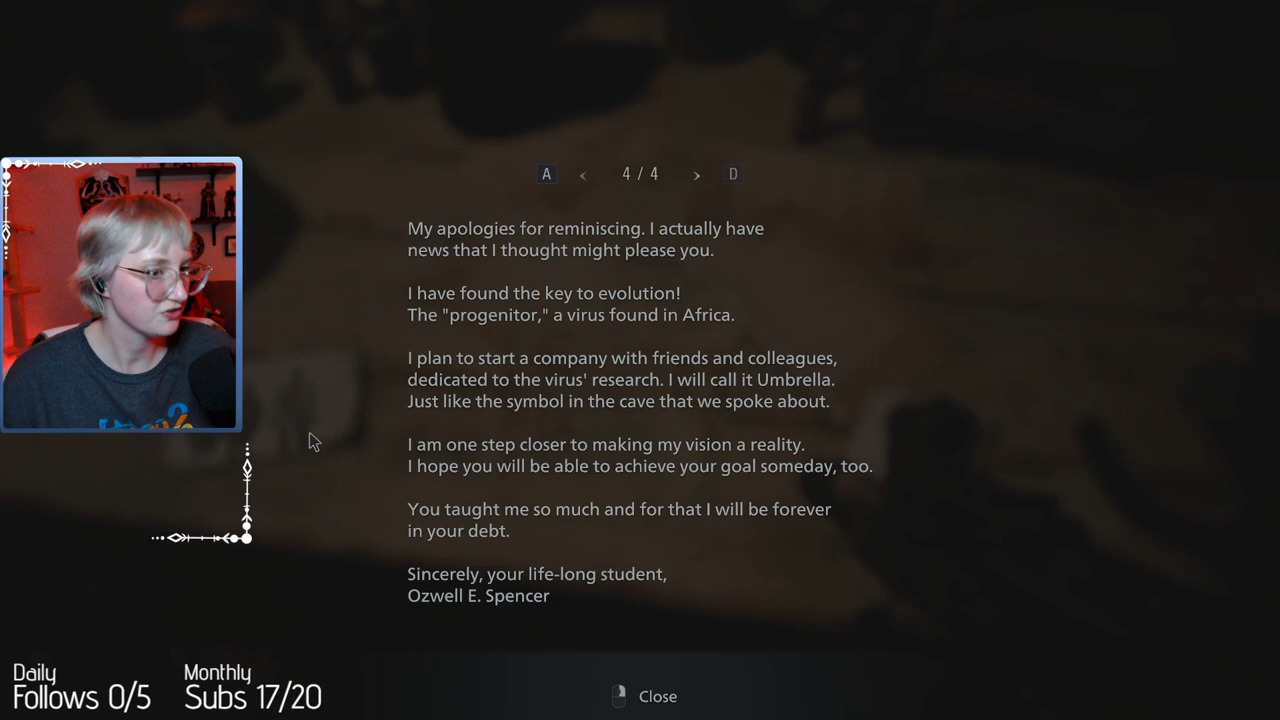 A < 4 / 4 > D
My apologies for reminiscing. I actually have
news that I thought might please you.
I have found the key to evolution!
The "progenitor," a virus found in Africa.
I plan to start a company with friends and colleagues,
dedicated to the virus' research. I will call it Umbrella.
Just like the symbol in the cave that we spoke about.
I am one step closer to making my vision a reality.
I hope you will be able to achieve your goal someday, too.
You taught me so much and for that I will be forever
in your debt.
Sincerely, your life-long student,
Ozwell E. Spencer
Daily
Follows 0/5
Monthly
Subs 17/20
Close